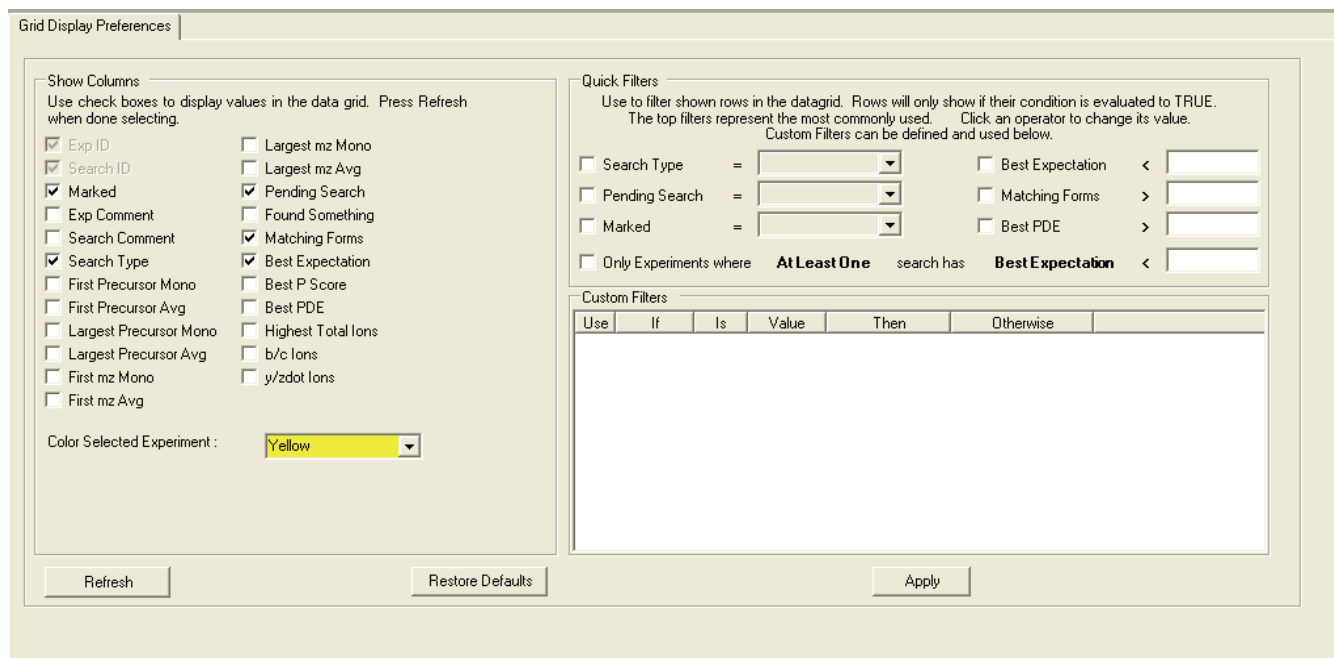 Grid Display Preferences
Show Columns
Use check boxes to display values in the data grid. Press Refresh
when done selecting.
Exp ID
Search ID
Marked
Exp Comment
Search Comment
Search Type
First Precursor Mono
First Precursor Avg
Largest Precursor Mono
Largest Precursor Avg
First mz Mono
First mz Avg
Largest mz Mono
Largest mz Avg
Pending Search
Found Something
Matching Forms
Best Expectation
Best P Score
Best PDE
Highest Total Ions
b/c Ions
y/zdot Ions
Color Selected Experiment :
Yellow
Refresh
Restore Defaults
Quick Filters
Use to filter shown rows in the datagrid. Rows will only show if their condition is evaluated to TRUE.
The top filters represent the most commonly used. Click an operator to change its value.
Custom Filters can be defined and used below.
Search Type =
Best Expectation <
Pending Search =
Matching Forms >
Marked =
Best PDE >
Only Experiments where At Least One search has Best Expectation <
Custom Filters
Use If Is Value Then Otherwise
Apply